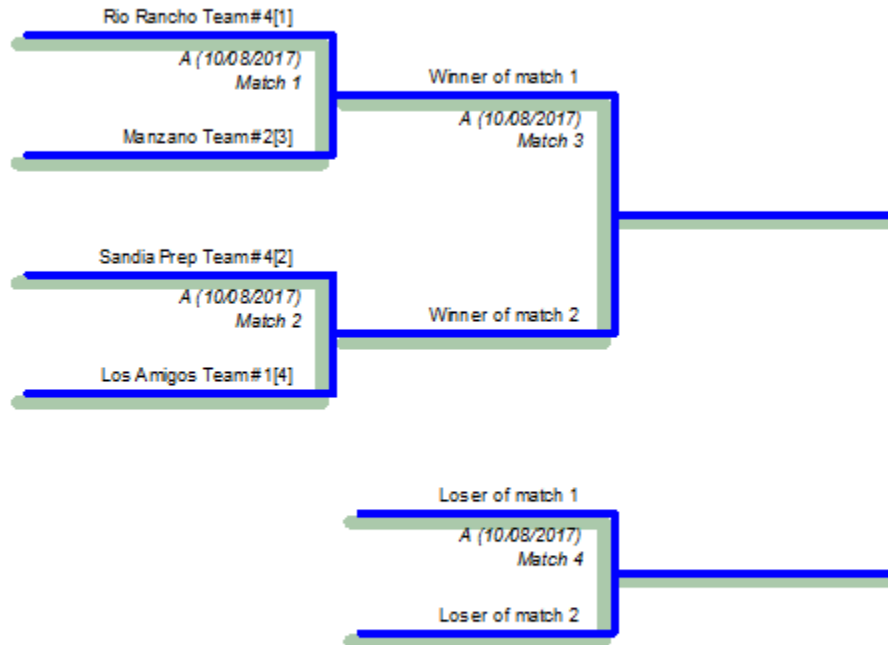 Rio Rancho Team#4[1]
A (10/08/2017)
Match 1
Winner of match 1
A (10/08/2017)
Match 3
Manzano Team#2[3]
Sandia Prep Team#4[2]
A (10/08/2017)
Match 2
Winner of match 2
Los Amigos Team#1[4]
Loser of match 1
A (10/08/2017)
Match 4
Loser of match 2